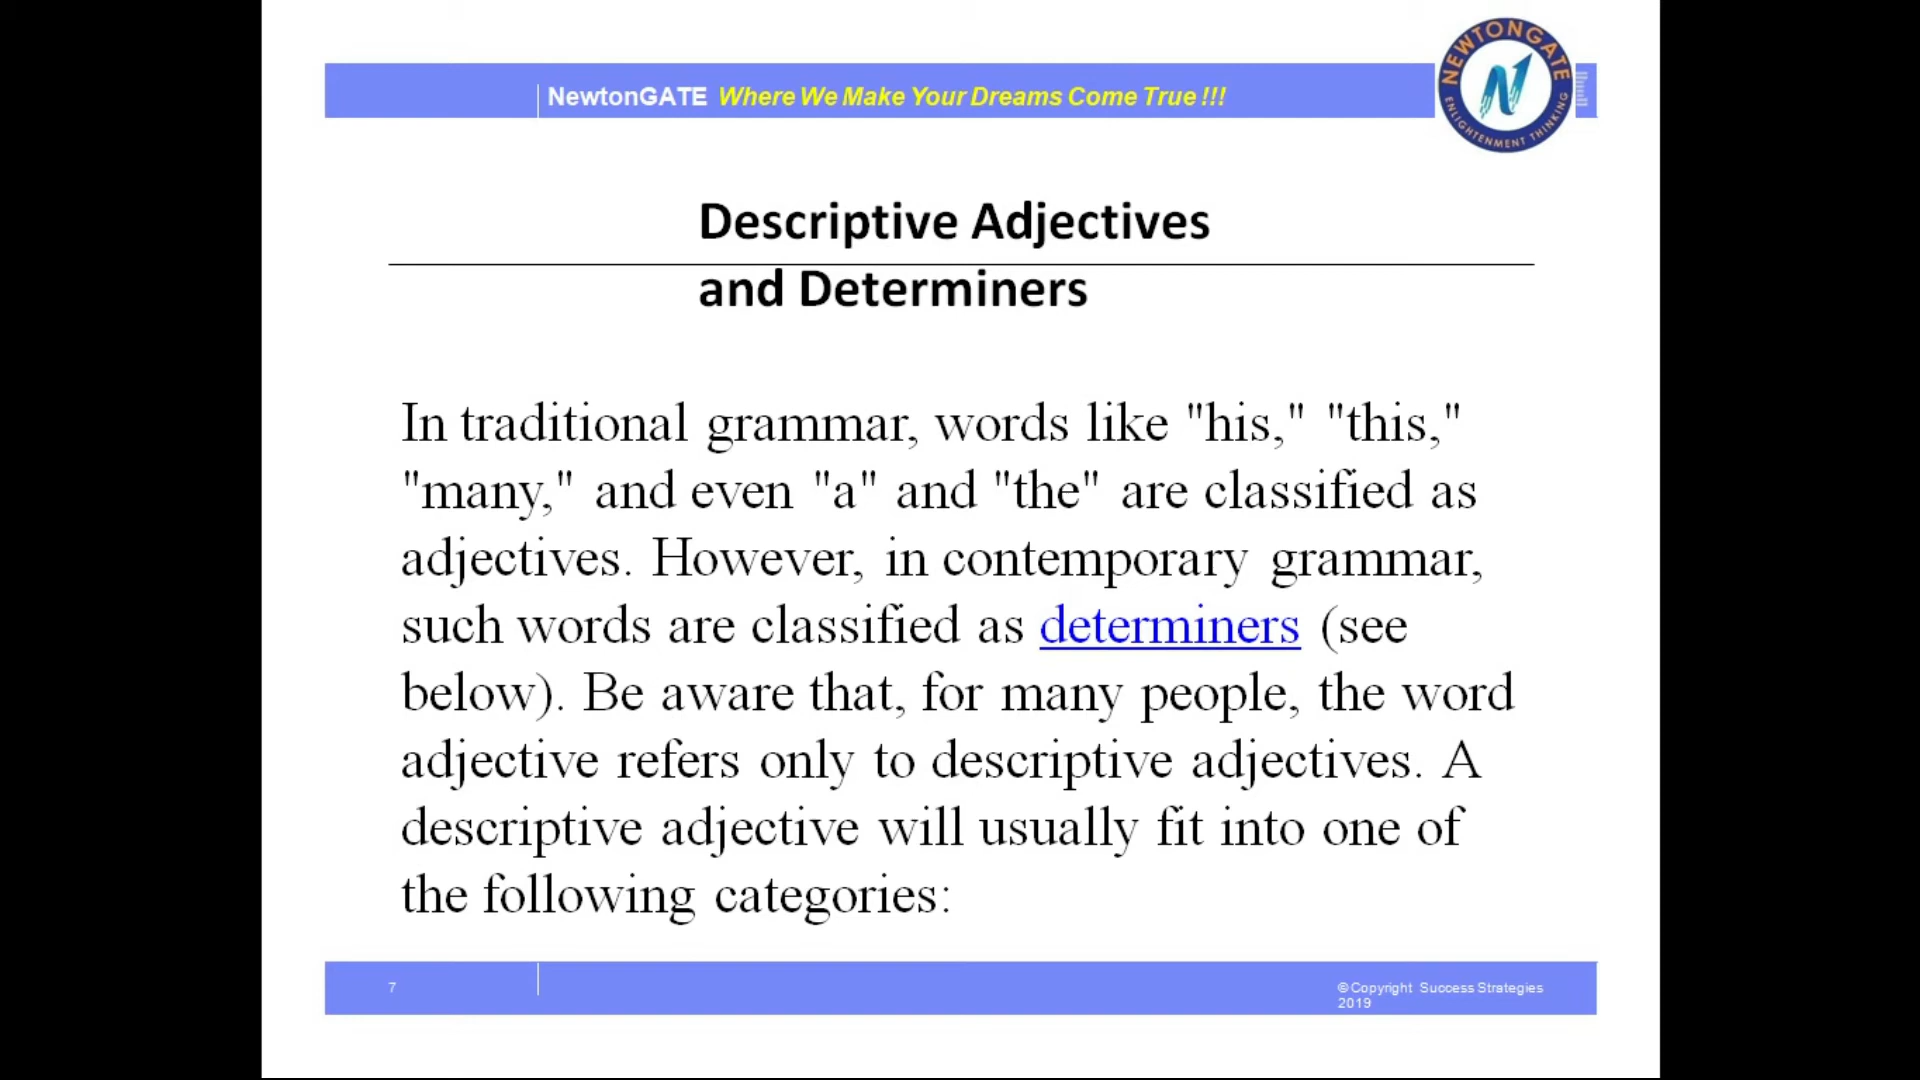 NewtonGATE Where We Make Your Dreams Come True !!!
NEWTONGATE
ENLIGHTENMENT THINKING
Descriptive Adjectives
and Determiners
In traditional grammar, words like "his," "this,"
"many," and even "a" and "the" are classified as
adjectives. However, in contemporary grammar,
such words are classified as determiners (see
below). Be aware that, for many people, the word
adjective refers only to descriptive adjectives. A
descriptive adjective will usually fit into one of
the following categories:
7
© Copyright Success Strategies
2019